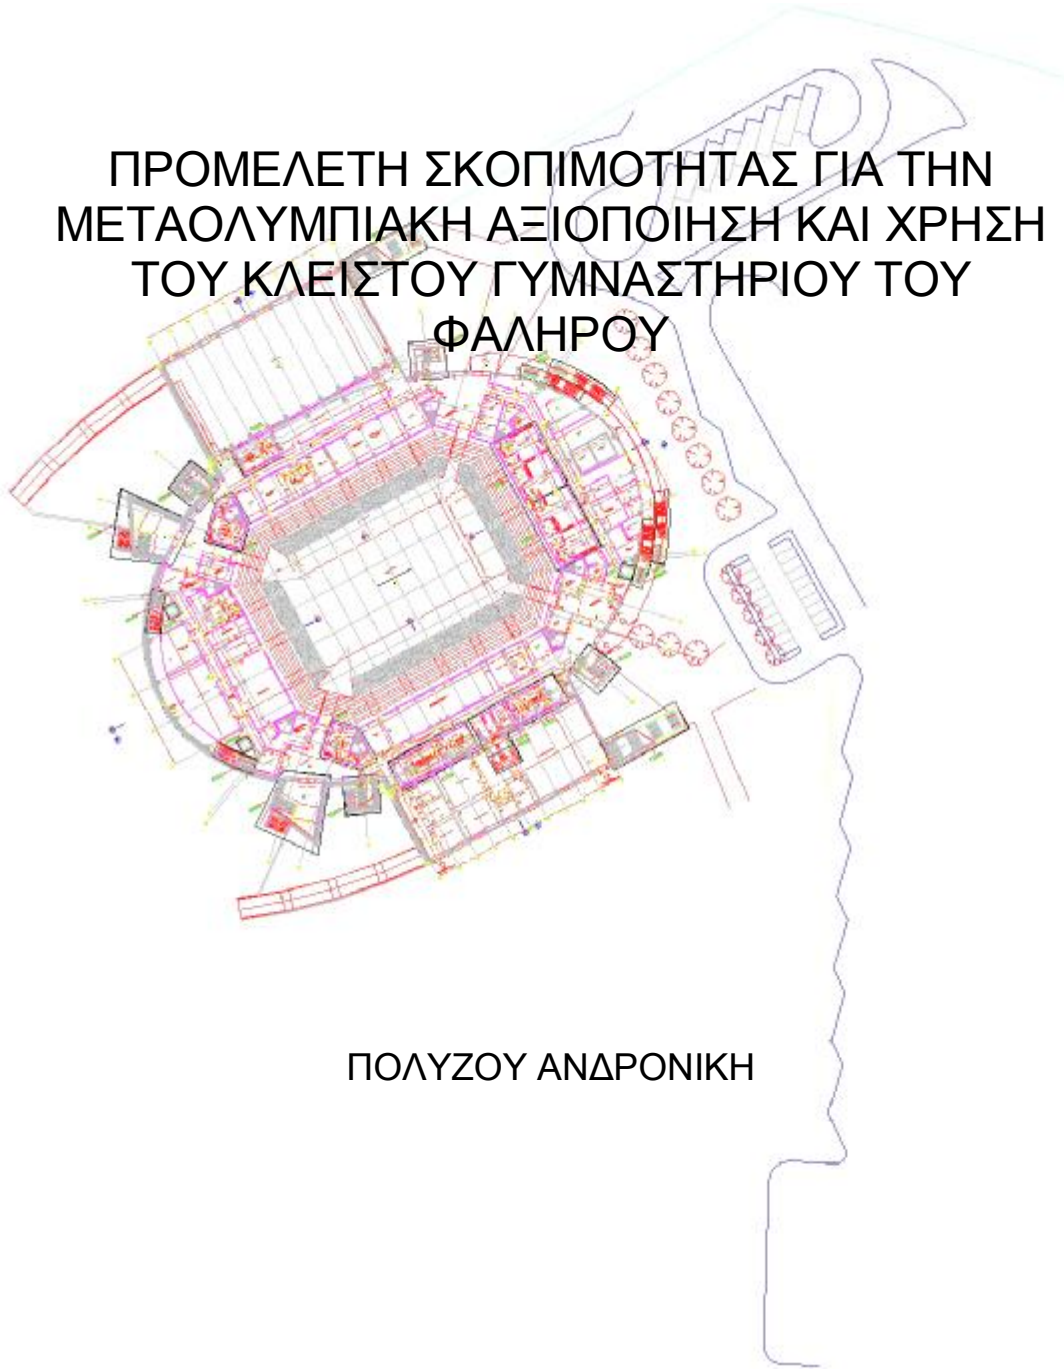 ΠΡΟΜΕΛΕΤΗ ΣΚΟΠΙΜΟΤΗΤΑΣ ΓΙΑ ΤΗΝ
ΜΕΤΑΟΛΥΜΠΙΑΚΗ ΑΞΙΟΠΟΙΗΣΗ ΚΑΙ ΧΡΗΣΗ
ΤΟΥ ΚΛΕΙΣΤΟΥ ΓΥΜΝΑΣΤΗΡΙΟΥ ΤΟΥ
ΦΑΛΗΡΟΥ
ΠΟΛΥΖΟΥ ΑΝΔΡΟΝΙΚΗ